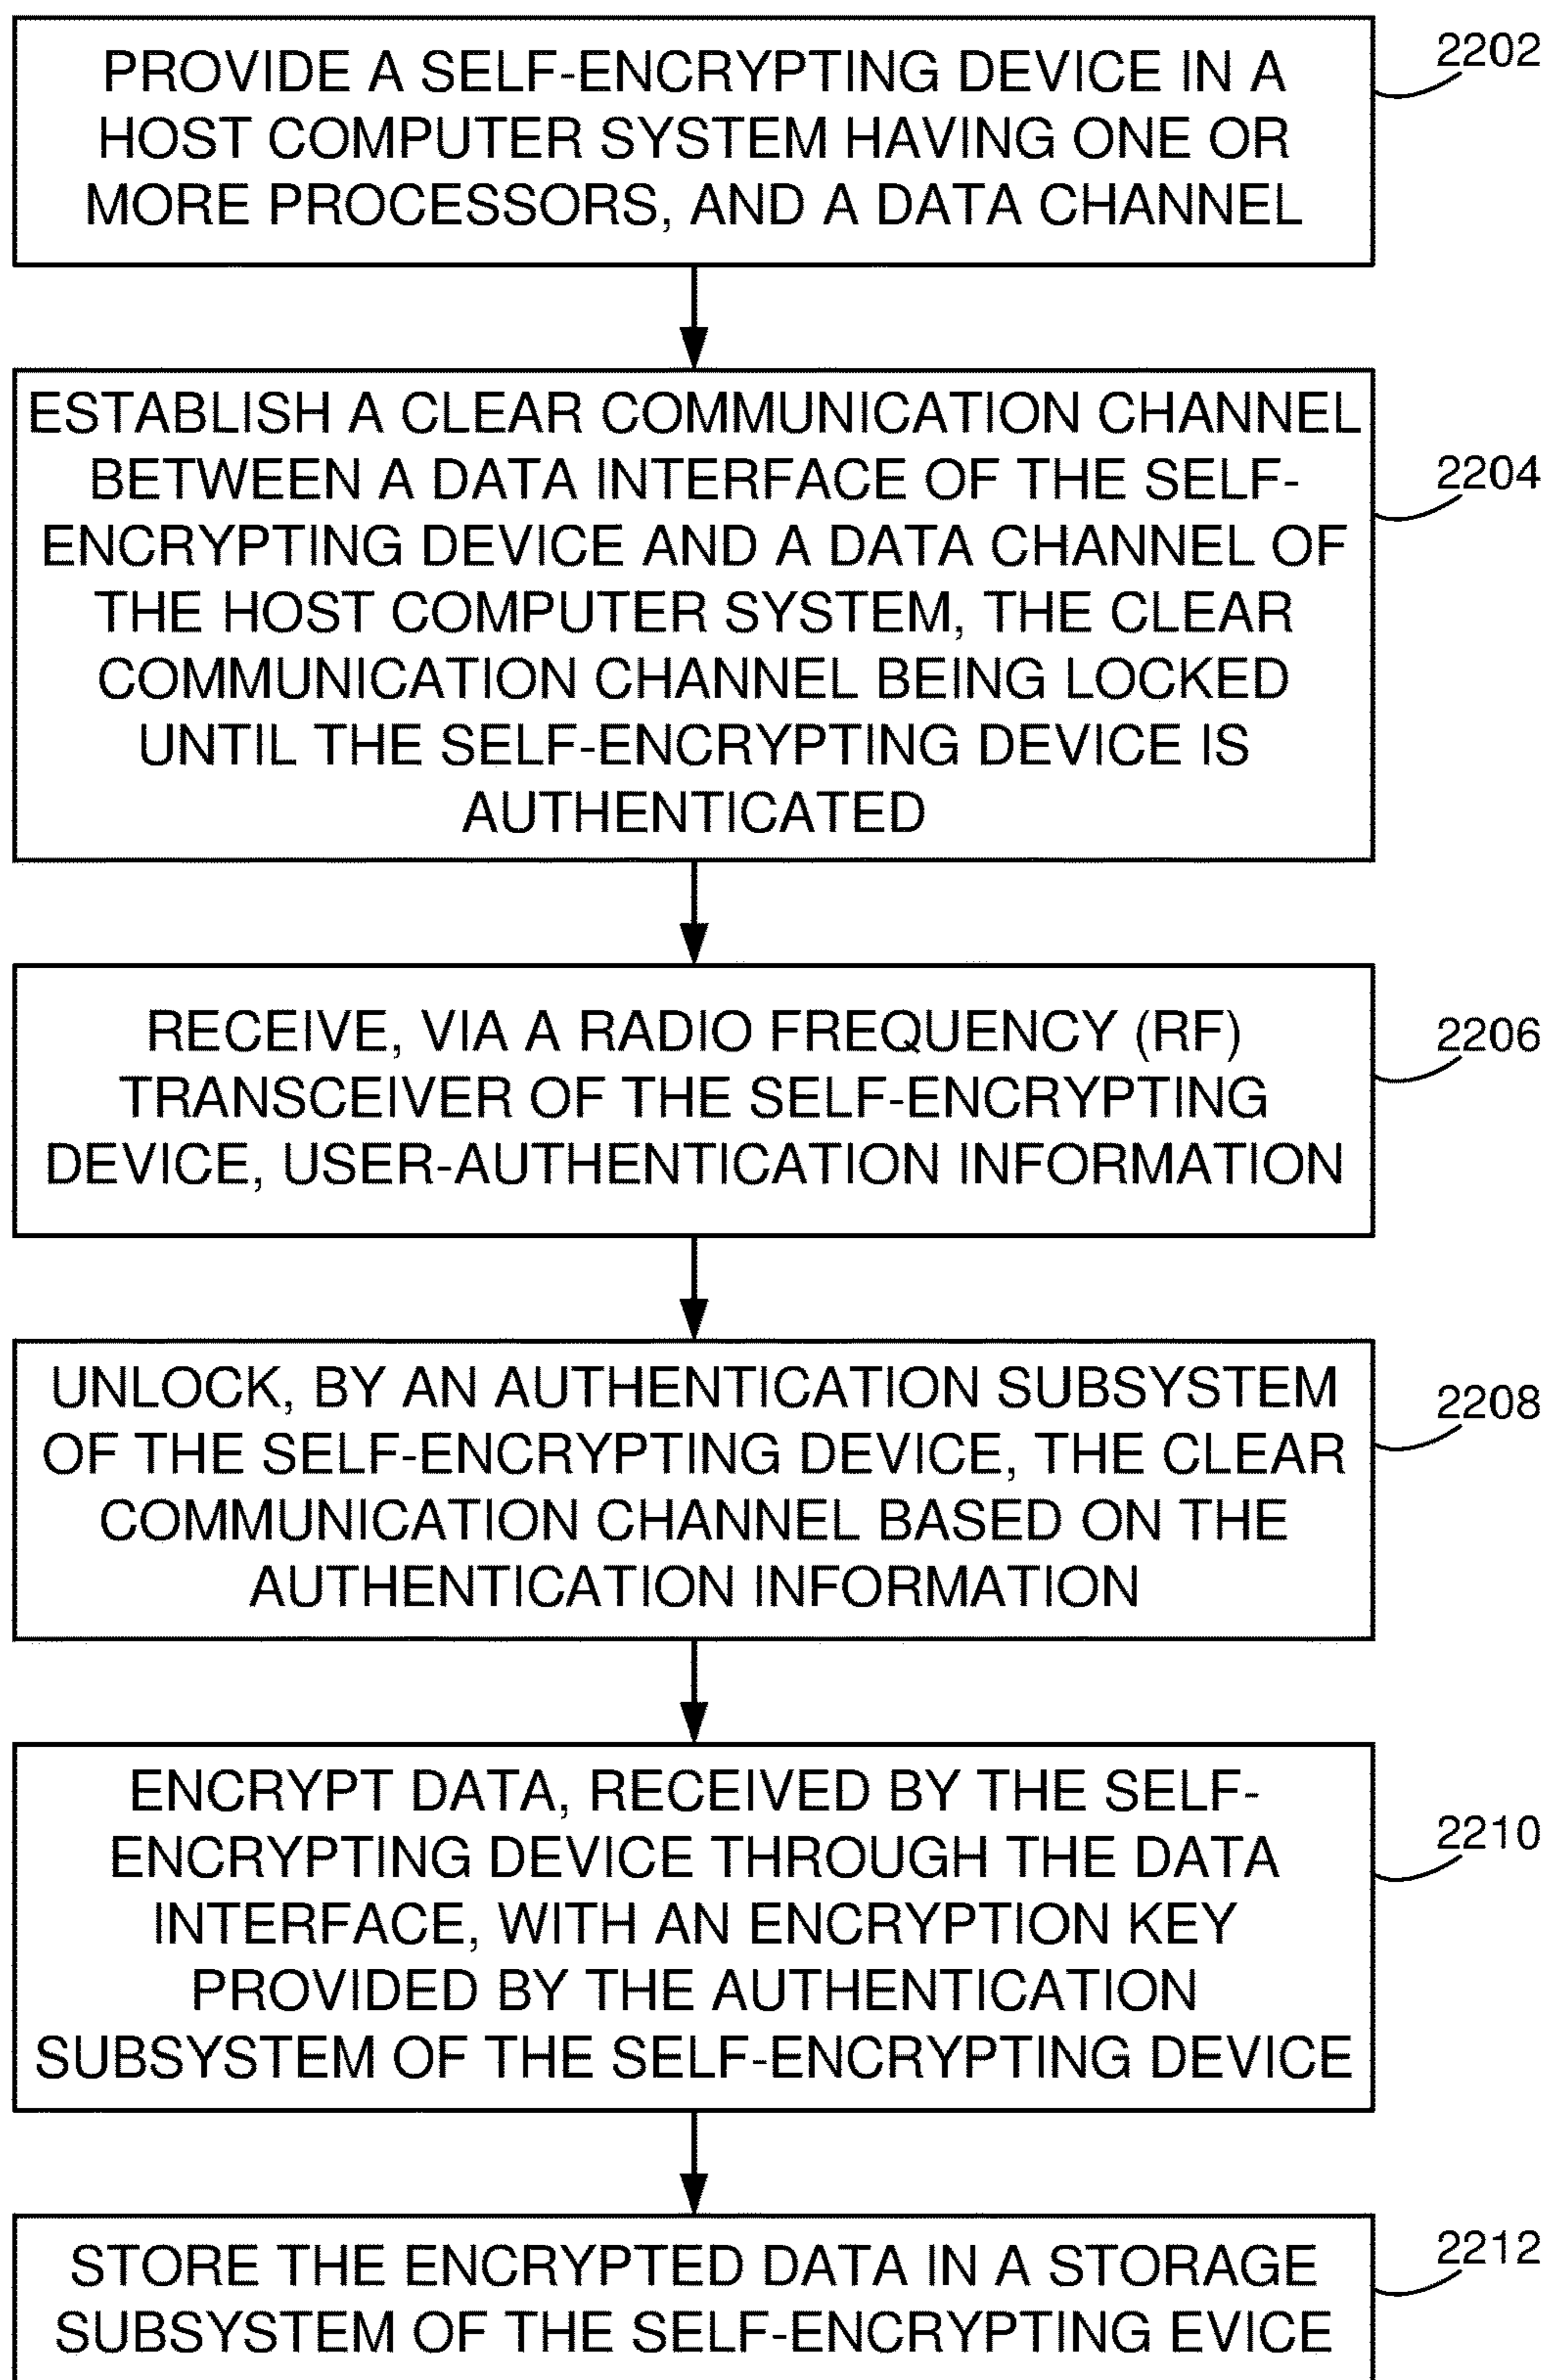 PROVIDE A SELF-ENCRYPTING DEVICE IN A
HOST COMPUTER SYSTEM HAVING ONE OR
MORE PROCESSORS, AND A DATA CHANNEL
2202
ESTABLISH A CLEAR COMMUNICATION CHANNEL
BETWEEN A DATA INTERFACE OF THE SELF-
ENCRYPTING DEVICE AND A DATA CHANNEL OF
THE HOST COMPUTER SYSTEM, THE CLEAR
COMMUNICATION CHANNEL BEING LOCKED
UNTIL THE SELF-ENCRYPTING DEVICE IS
AUTHENTICATED
2204
RECEIVE, VIA A RADIO FREQUENCY (RF)
TRANSCEIVER OF THE SELF-ENCRYPTING
DEVICE, USER-AUTHENTICATION INFORMATION
2206
UNLOCK, BY AN AUTHENTICATION SUBSYSTEM
OF THE SELF-ENCRYPTING DEVICE, THE CLEAR
COMMUNICATION CHANNEL BASED ON THE
AUTHENTICATION INFORMATION
2208
ENCRYPT DATA, RECEIVED BY THE SELF-
ENCRYPTING DEVICE THROUGH THE DATA
INTERFACE, WITH AN ENCRYPTION KEY
PROVIDED BY THE AUTHENTICATION
SUBSYSTEM OF THE SELF-ENCRYPTING DEVICE
2210
STORE THE ENCRYPTED DATA IN A STORAGE
SUBSYSTEM OF THE SELF-ENCRYPTING EVICE
2212